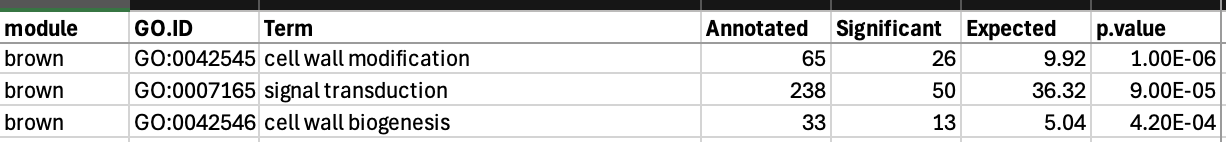 module GO.ID Term Annotated Significant Expected p.value
brown GO:0042545 cell wall modification 65 26 9.92 1.00E-06
brown GO:0007165 signal transduction 238 50 36.32 9.00E-05
brown GO:0042546 cell wall biogenesis 33 13 5.04 4.20E-04